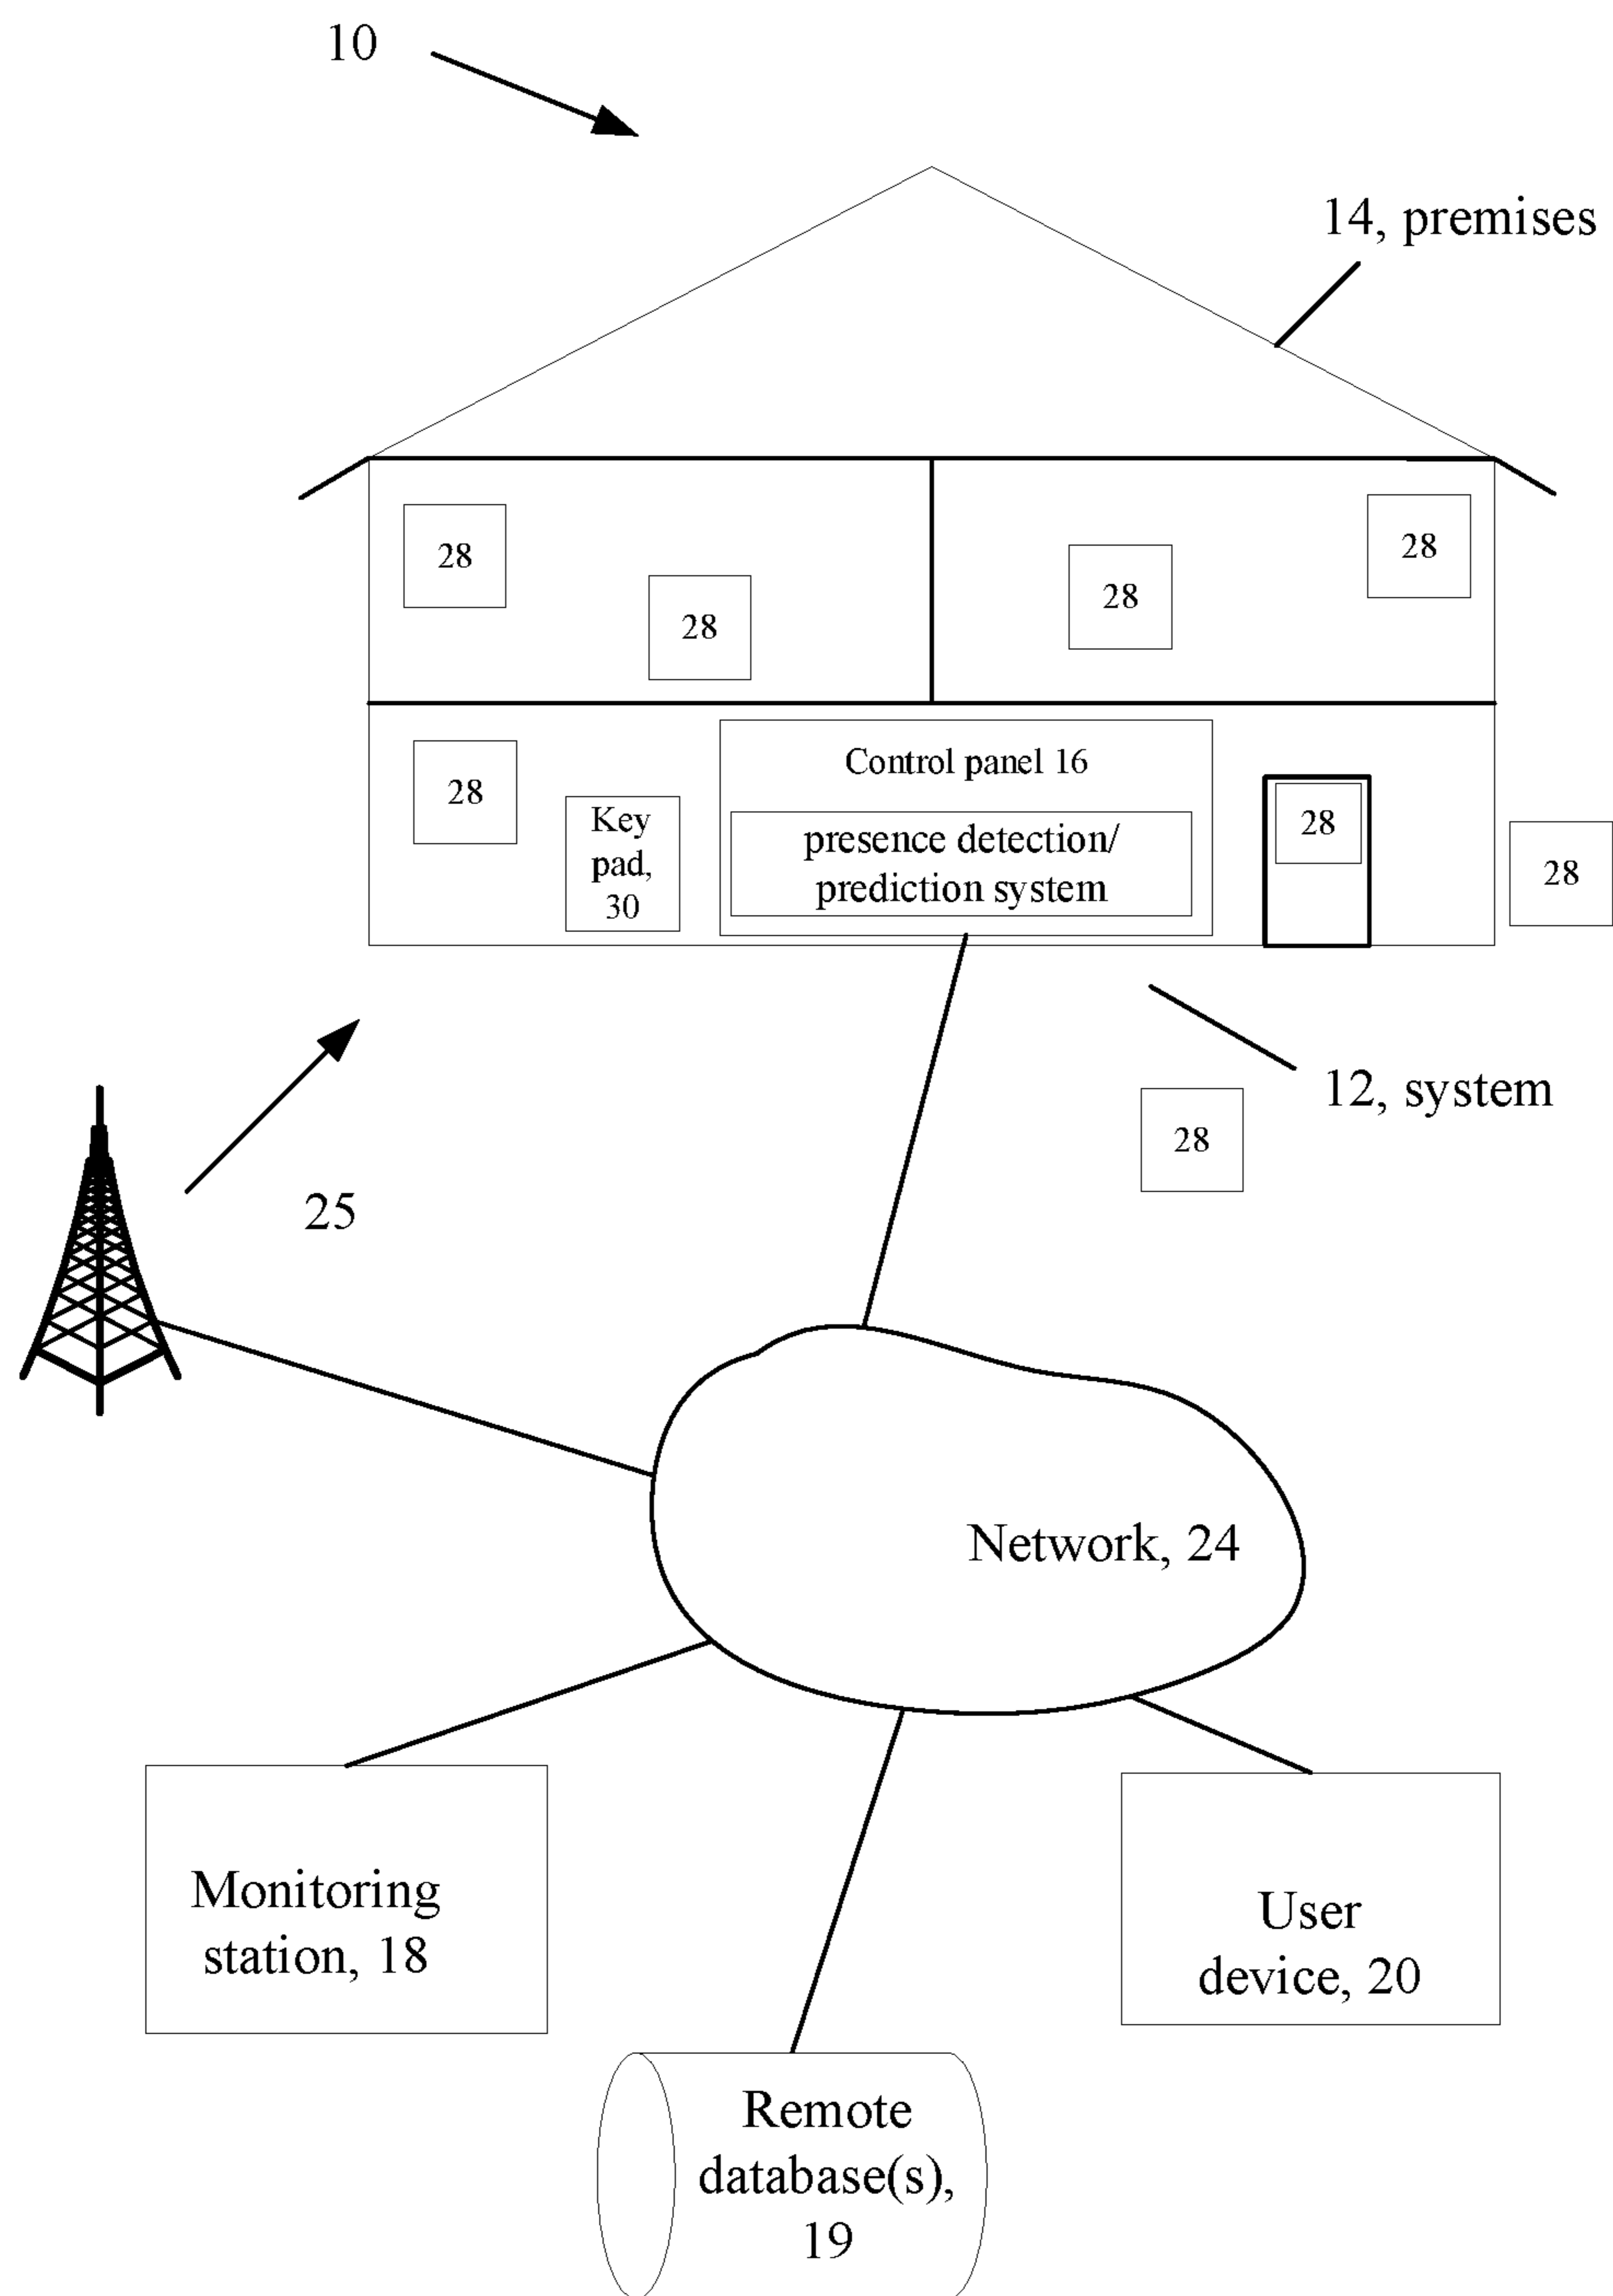 10
14, premises
28
28
28
28
28
Key
pad,
30
Control panel 16
presence detection/
prediction system
28
28
12, system
28
25
Network, 24
Monitoring
station, 18
User
device, 20
Remote
database(s),
19